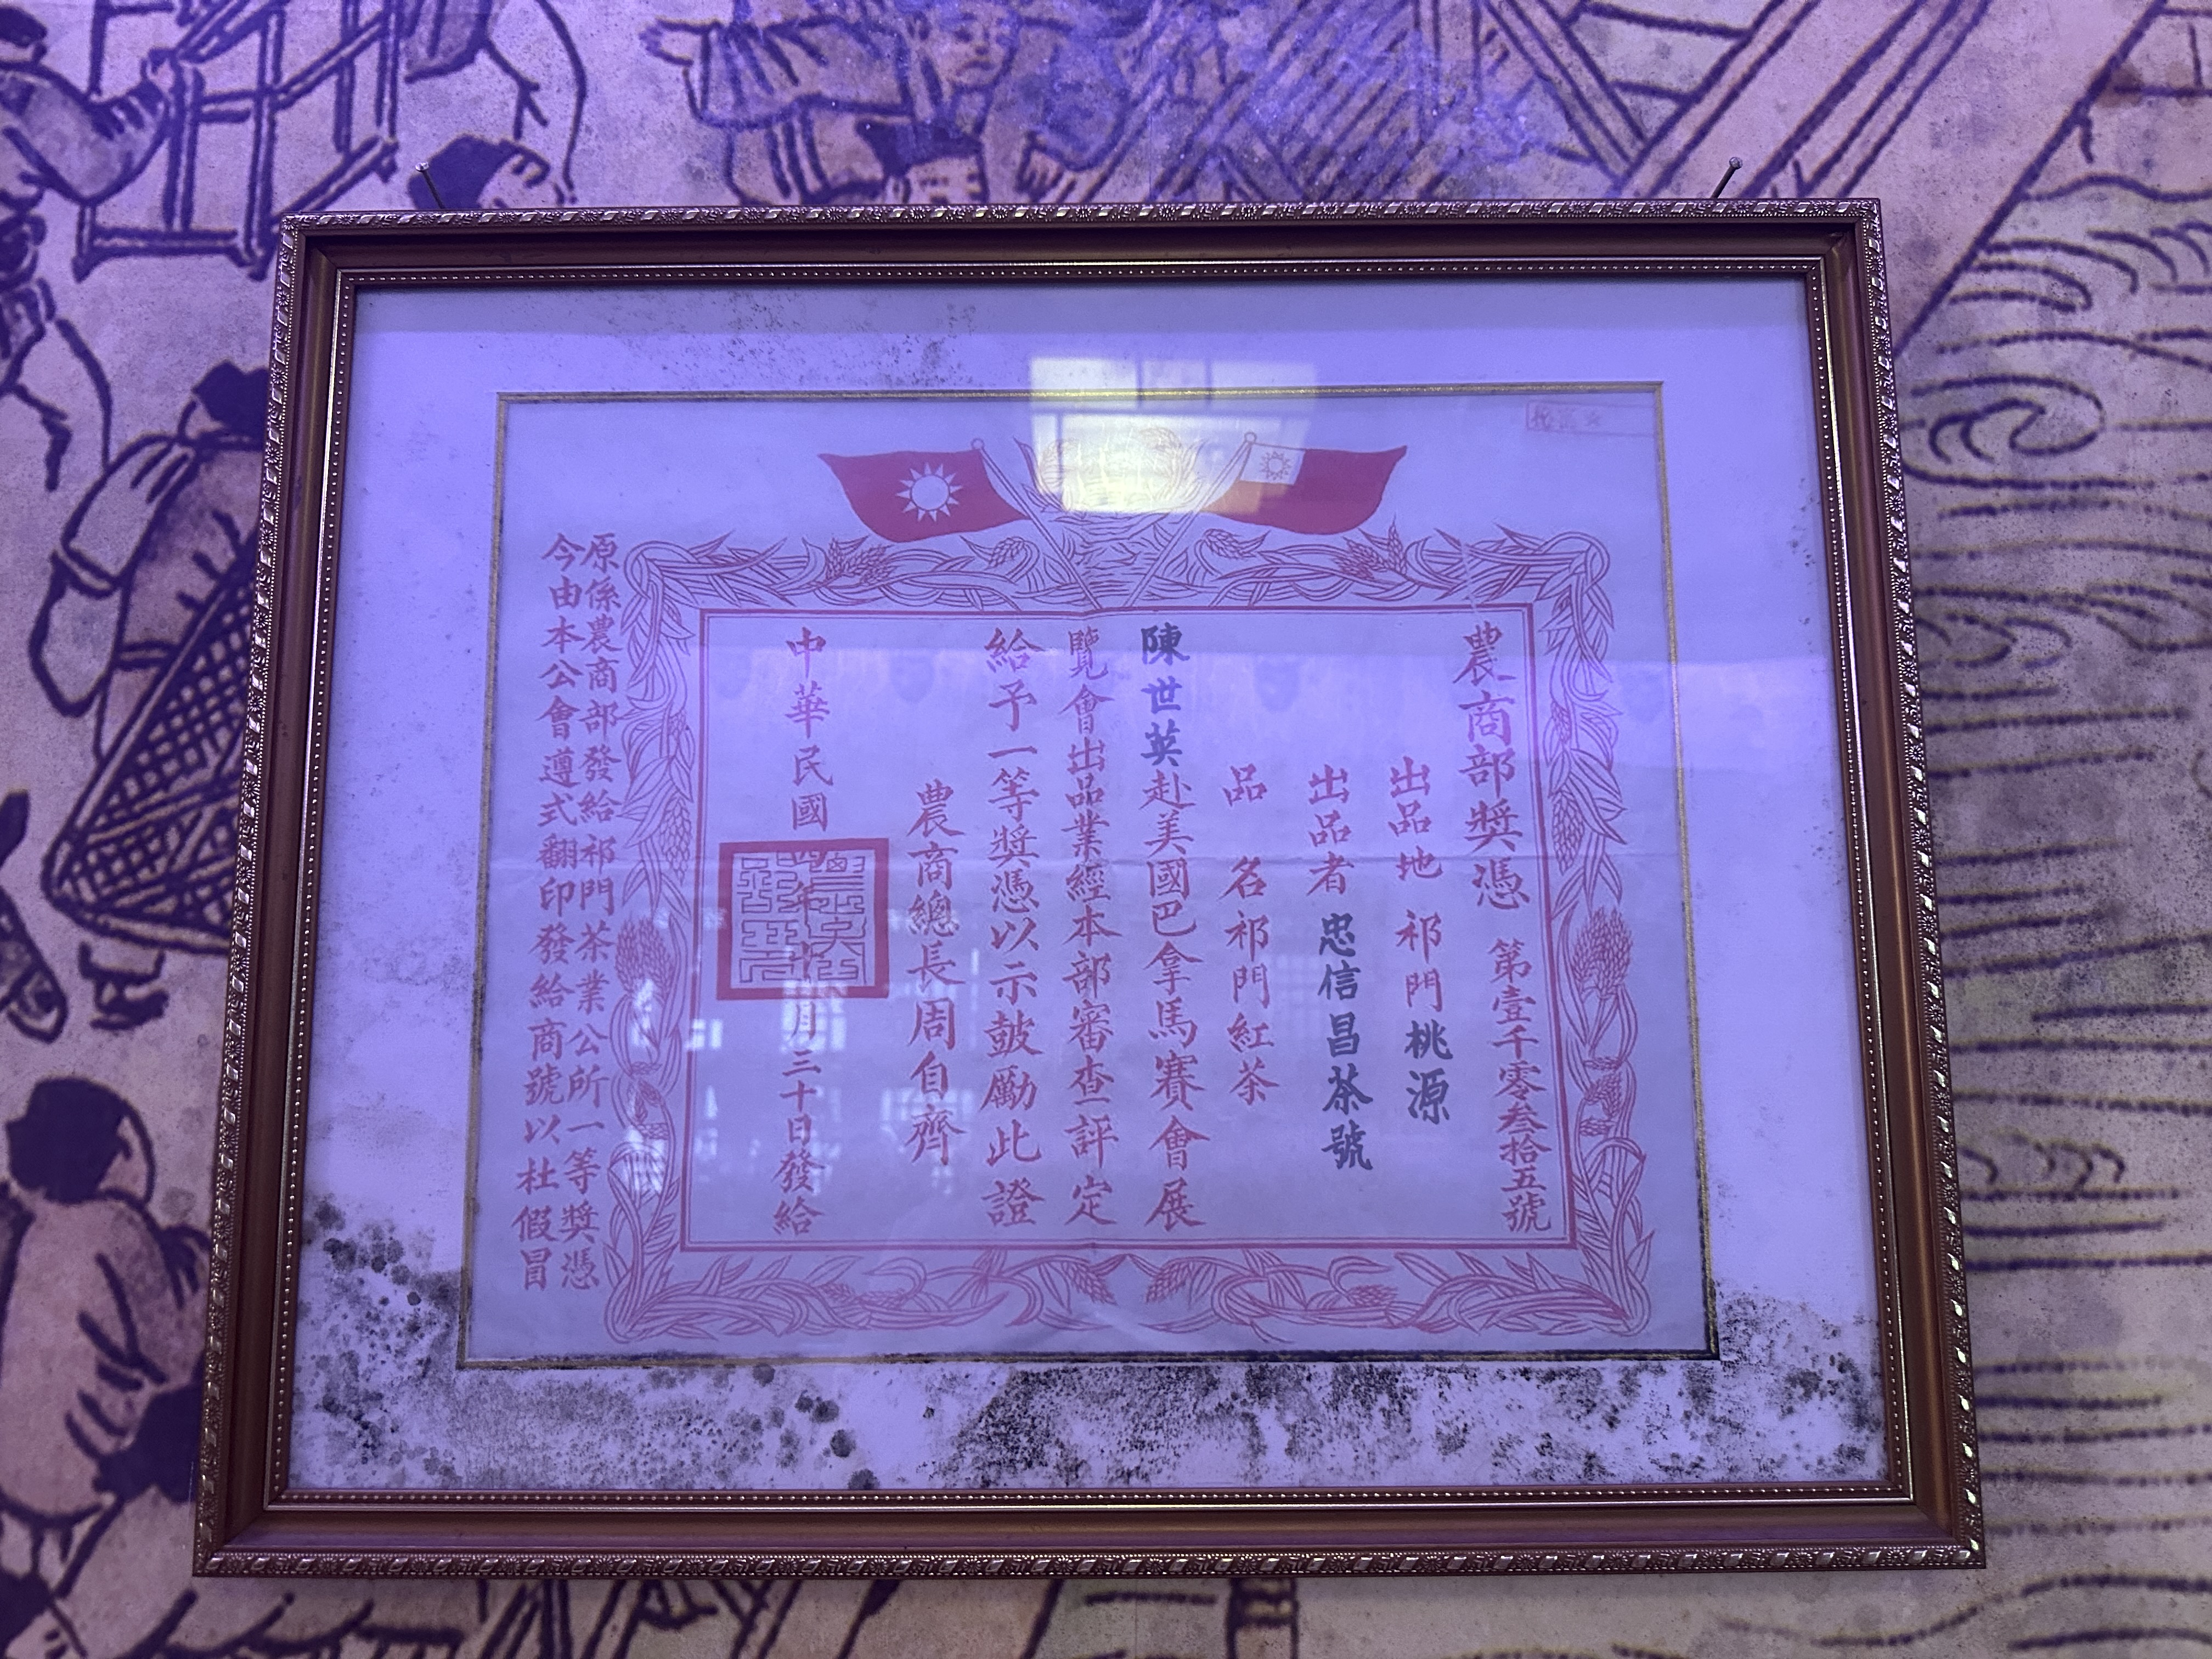 農商部獎憑 第壹千零叁拾五號
出品地 祁門桃源
出品者 忠信昌茶號
品名 祁門紅茶
陳世英赴美國巴拿馬賽會展
覽會出品業經本部審查評定
給予一等獎憑以示鼓勵此證
農商總長周自齊
中華民國四年十月三十日發給
原係農商部發給祁門茶業公所一等獎憑
今由本公會遵式翻印發給商號以杜假冒